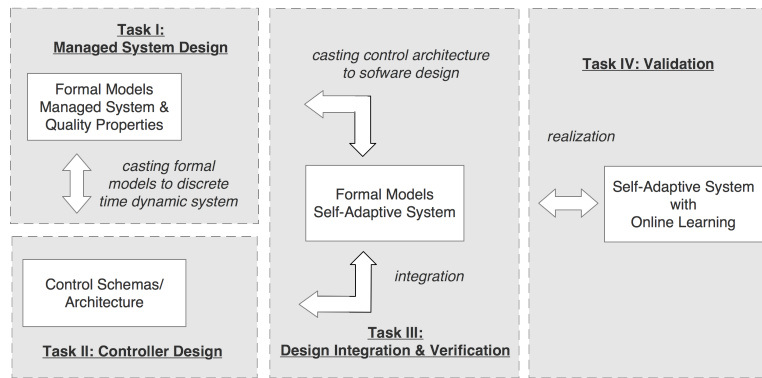 Task I:
Managed System Design
Formal Models
Managed System &
Quality Properties
casting formal
models to discrete
time dynamic system
Control Schemas/
Architecture
Task II: Controller Design
casting control architecture
to sofware design
Formal Models
Self-Adaptive System
integration
Task III:
Design Integration & Verification
Task IV: Validation
realization
Self-Adaptive System
with
Online Learning